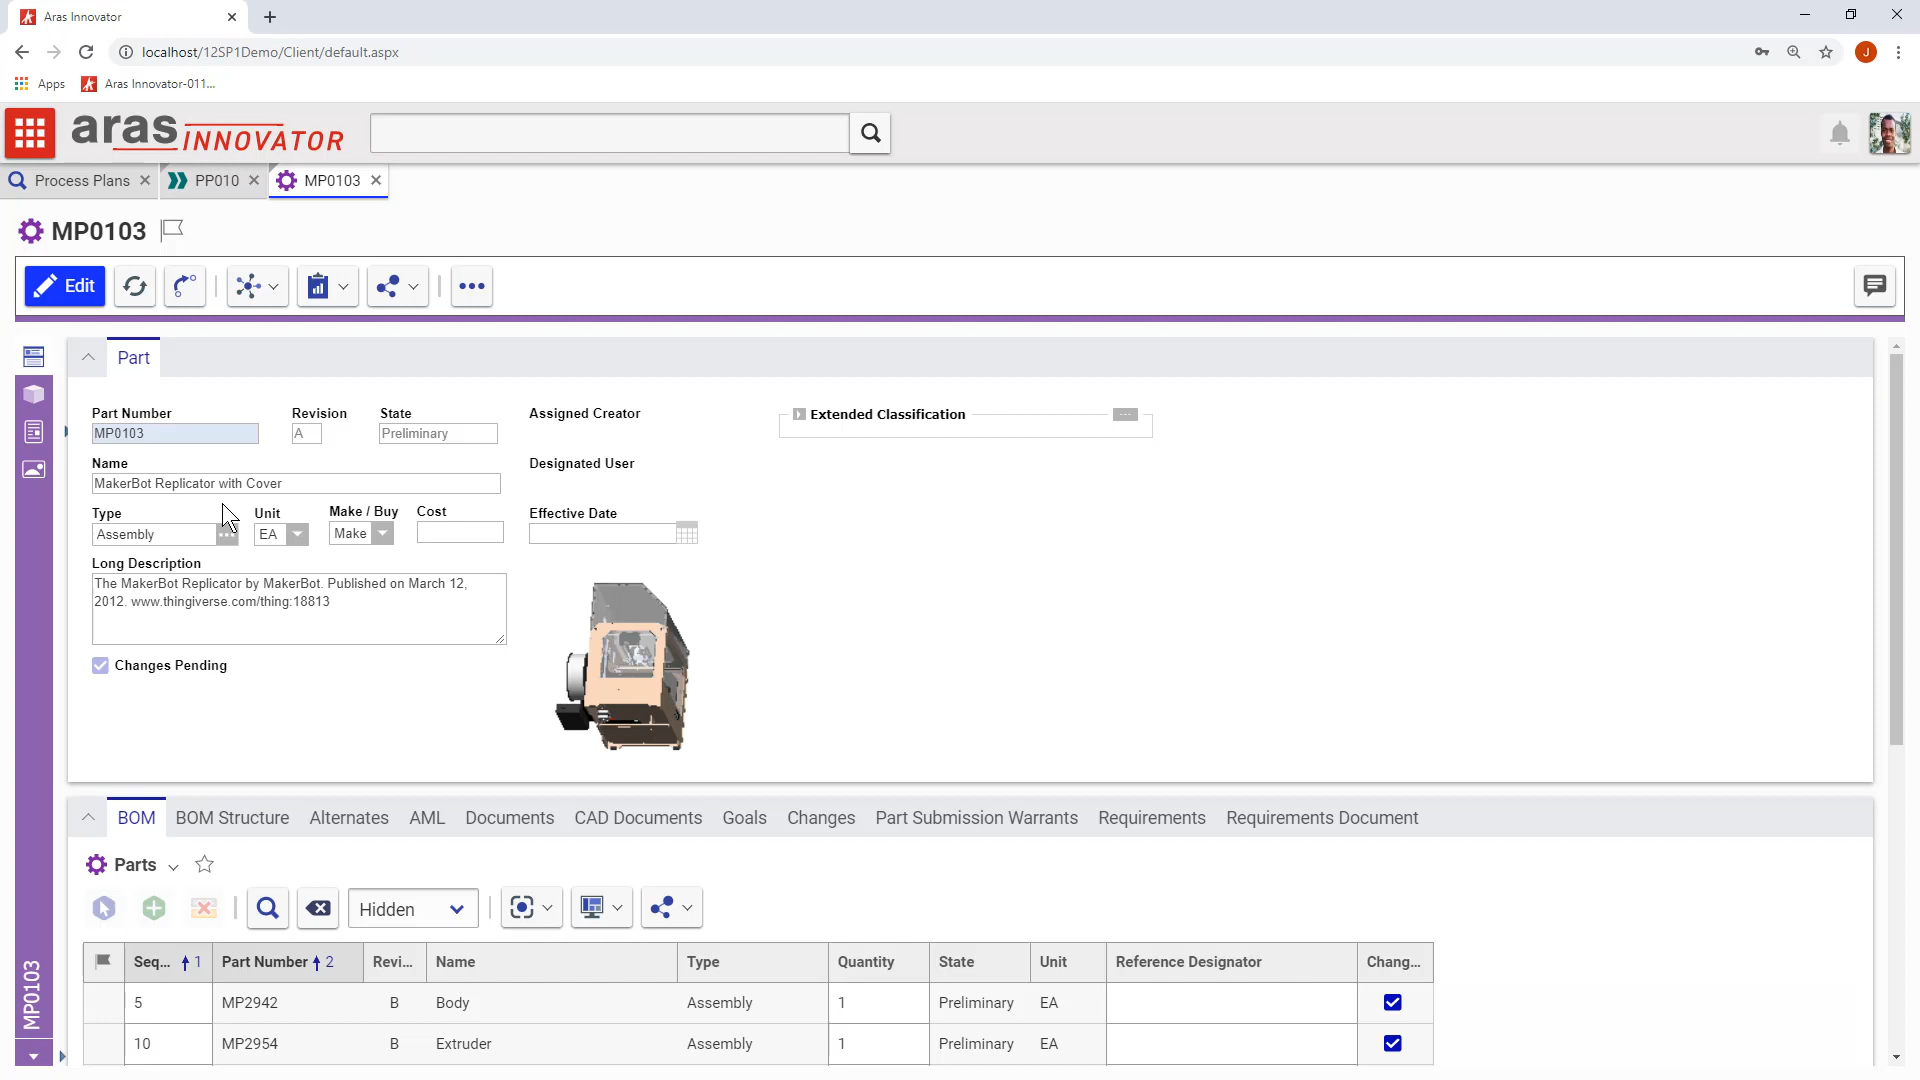 Aras Innovator
localhost/12SP1Demo/Client/default.aspx
J
Apps
Aras Innovator-011...
aras INNOVATOR
Process Plans
PP010
MP0103
MP0103
Edit
Part
Part Number
Revision
State
Assigned Creator
Extended Classification
MP0103
A
Preliminary
Name
Designated User
MakerBot Replicator with Cover
Type
Unit
Make / Buy
Cost
Effective Date
Assembly
EA
Make
Long Description
The MakerBot Replicator by MakerBot. Published on March 12,
2012. www.thingiverse.com/thing:18813
Changes Pending
BOM
BOM Structure
Alternates
AML
Documents
CAD Documents
Goals
Changes
Part Submission Warrants
Requirements
Requirements Document
Parts
Hidden
Seq... 1
Part Number 2
Revi...
Name
Type
Quantity
State
Unit
Reference Designator
Chang...
5
MP2942
B
Body
Assembly
1
Preliminary
EA
10
MP2954
B
Extruder
Assembly
1
Preliminary
EA
MP0103